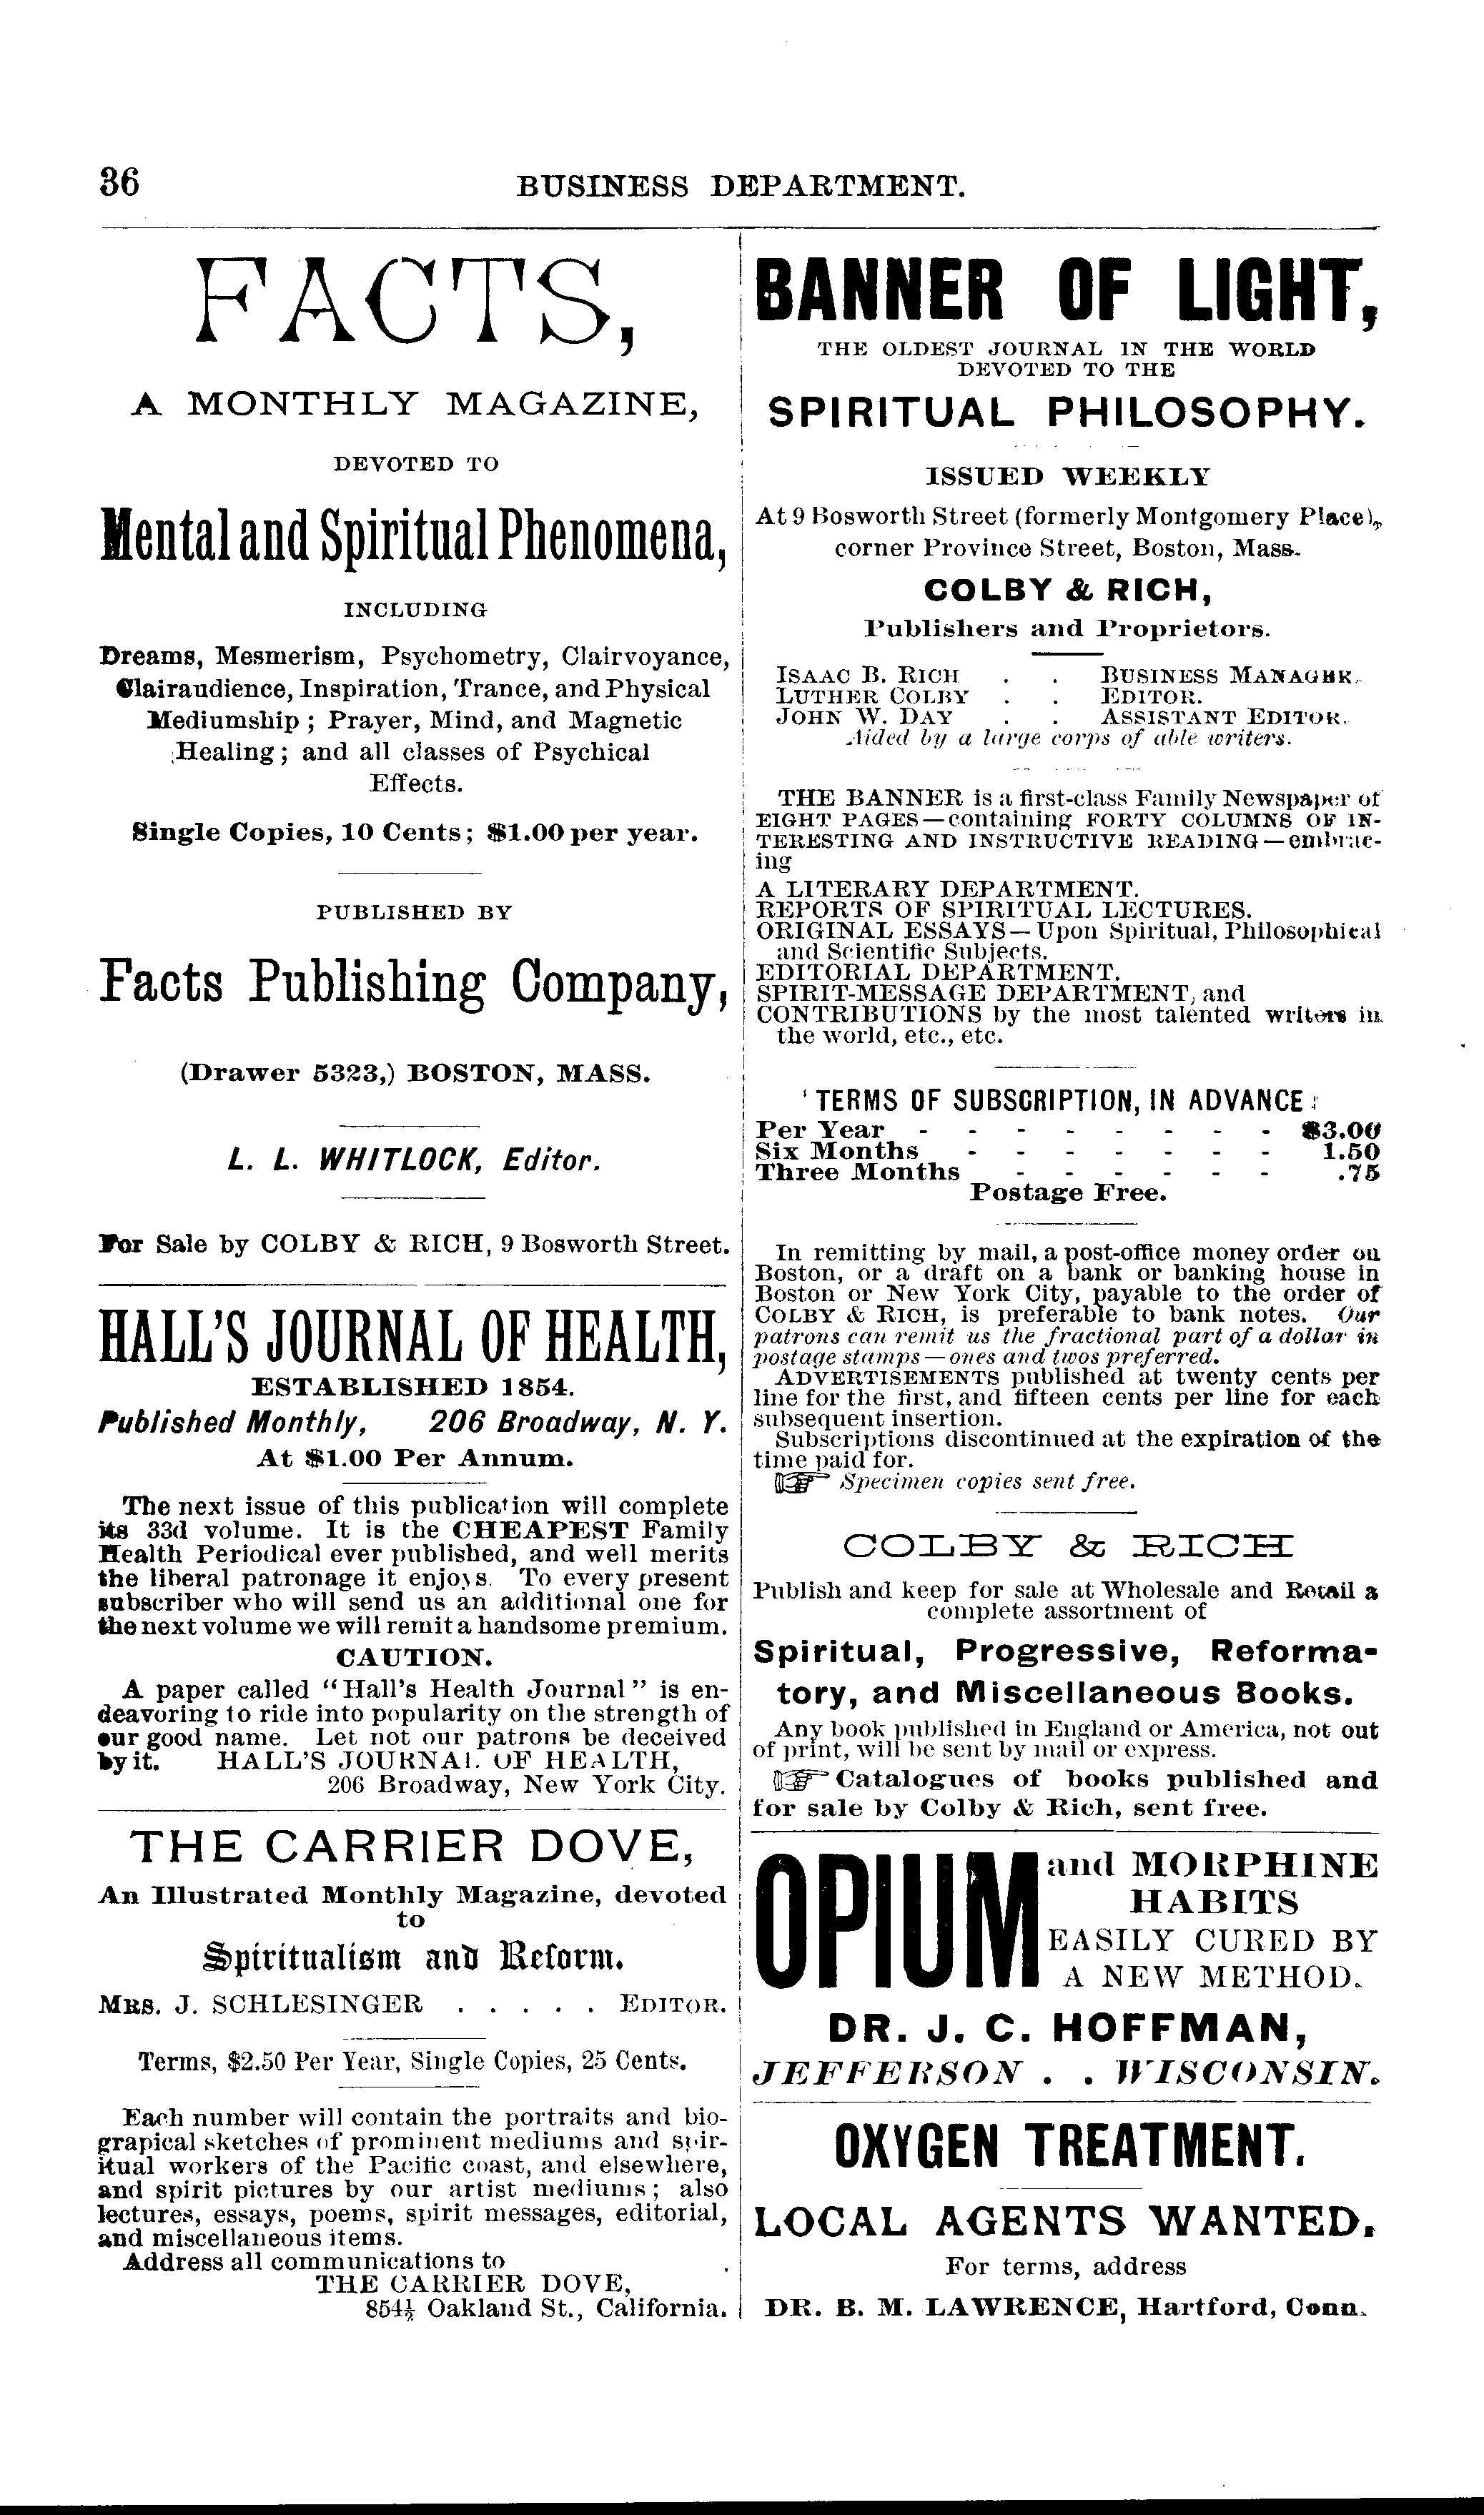 36
BUSINESS DEPARTMENT.
FACTS,
A MONTHLY MAGAZINE,
DEVOTED TO
Mental and Spiritual Phenomena,
INCLUDING
Dreams, Mesmerism, Psychometry, Clairvoyance,
Clairaudience, Inspiration, Trance, and Physical
Mediumship; Prayer, Mind, and Magnetic
Healing; and all classes of Psychical
Effects.
Single Copies, 10 Cents; $1.00 per year.
PUBLISHED BY
Facts Publishing Company,
(Drawer 5323,) BOSTON, MASS.
L. L. WHITLOCK, Editor.
For Sale by COLBY & RICH, 9 Bosworth Street.
HALL'S JOURNAL OF HEALTH,
ESTABLISHED 1854.
Published Monthly, 206 Broadway, N. Y.
At $1.00 Per Annum.
The next issue of this publication will complete
its 33d volume. It is the CHEAPEST Family
Health Periodical ever published, and well merits
the liberal patronage it enjoys. To every present
subscriber who will send us an additional one for
the next volume we will remit a handsome premium.
CAUTION.
A paper called "Hall's Health Journal" is en-
deavoring to ride into popularity on the strength of
our good name. Let not our patrons be deceived
by it. HALL'S JOURNAL OF HEALTH,
206 Broadway, New York City.
THE CARRIER DOVE,
An Illustrated Monthly Magazine, devoted
to
Spiritualism and Reform.
MRS. J. SCHLESINGER . . . . . EDITOR.
Terms, $2.50 Per Year, Single Copies, 25 Cents.
Each number will contain the portraits and bio-
grapical sketches of prominent mediums and spir-
itual workers of the Pacific coast, and elsewhere,
and spirit pictures by our artist mediums; also
lectures, essays, poems, spirit messages, editorial,
and miscellaneous items.
Address all communications to
THE CARRIER DOVE,
854½ Oakland St., California.
BANNER OF LIGHT,
THE OLDEST JOURNAL IN THE WORLD
DEVOTED TO THE
SPIRITUAL PHILOSOPHY.
ISSUED WEEKLY
At 9 Bosworth Street (formerly Montgomery Place),
corner Province Street, Boston, Mass.
COLBY & RICH,
Publishers and Proprietors.
ISAAC B. RICH . . BUSINESS MANAGER.
LUTHER COLBY . . EDITOR.
JOHN W. DAY . . ASSISTANT EDITOR.
Aided by a large corps of able writers.
THE BANNER is a first-class Family Newspaper of
EIGHT PAGES—containing FORTY COLUMNS OF IN-
TERESTING AND INSTRUCTIVE READING—embrac-
ing
A LITERARY DEPARTMENT.
REPORTS OF SPIRITUAL LECTURES.
ORIGINAL ESSAYS—Upon Spiritual, Philosophical
and Scientific Subjects.
EDITORIAL DEPARTMENT.
SPIRIT-MESSAGE DEPARTMENT, and
CONTRIBUTIONS by the most talented writers in
the world, etc., etc.
TERMS OF SUBSCRIPTION, IN ADVANCE:
Per Year - - - - - - - - $3.00
Six Months - - - - - - - 1.50
Three Months - - - - - - .75
Postage Free.
In remitting by mail, a post-office money order on
Boston, or a draft on a bank or banking house in
Boston or New York City, payable to the order of
COLBY & RICH, is preferable to bank notes. Our
patrons can remit us the fractional part of a dollar in
postage stamps—ones and twos preferred.
ADVERTISEMENTS published at twenty cents per
line for the first, and fifteen cents per line for each
subsequent insertion.
Subscriptions discontinued at the expiration of the
time paid for.
☞ Specimen copies sent free.
COLBY & RICH
Publish and keep for sale at Wholesale and Retail a
complete assortment of
Spiritual, Progressive, Reforma-
tory, and Miscellaneous Books.
Any book published in England or America, not out
of print, will be sent by mail or express.
☞ Catalogues of books published and
for sale by Colby & Rich, sent free.
OPIUM and MORPHINE
HABITS
EASILY CURED BY
A NEW METHOD.
DR. J. C. HOFFMAN,
JEFFERSON . . WISCONSIN.
OXYGEN TREATMENT.
LOCAL AGENTS WANTED.
For terms, address
DR. B. M. LAWRENCE, Hartford, Conn.